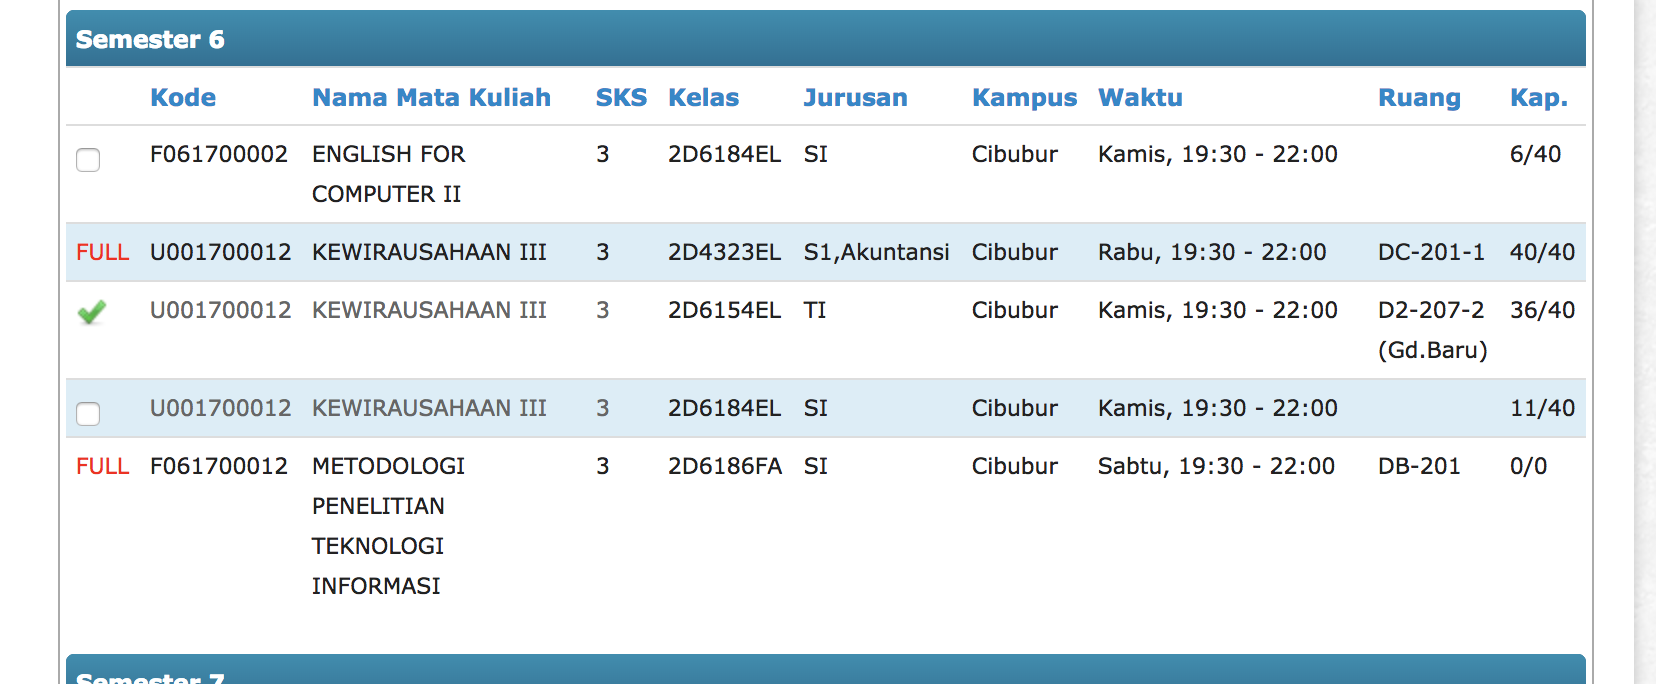 Semester 6
Kode Nama Mata Kuliah SKS Kelas Jurusan Kampus Waktu Ruang Kap.
F061700002 ENGLISH FOR 3 2D6184EL SI Cibubur Kamis, 19:30 - 22:00 6/40
COMPUTER II
FULL U001700012 KEWIRAUSAHAAN III 3 2D4323EL S1,Akuntansi Cibubur Rabu, 19:30 - 22:00 DC-201-1 40/40
U001700012 KEWIRAUSAHAAN III 3 2D6154EL TI Cibubur Kamis, 19:30 - 22:00 D2-207-2 36/40
(Gd.Baru)
U001700012 KEWIRAUSAHAAN III 3 2D6184EL SI Cibubur Kamis, 19:30 - 22:00 11/40
FULL F061700012 METODOLOGI 3 2D6186FA SI Cibubur Sabtu, 19:30 - 22:00 DB-201 0/0
PENELITIAN
TEKNOLOGI
INFORMASI
Semester 7